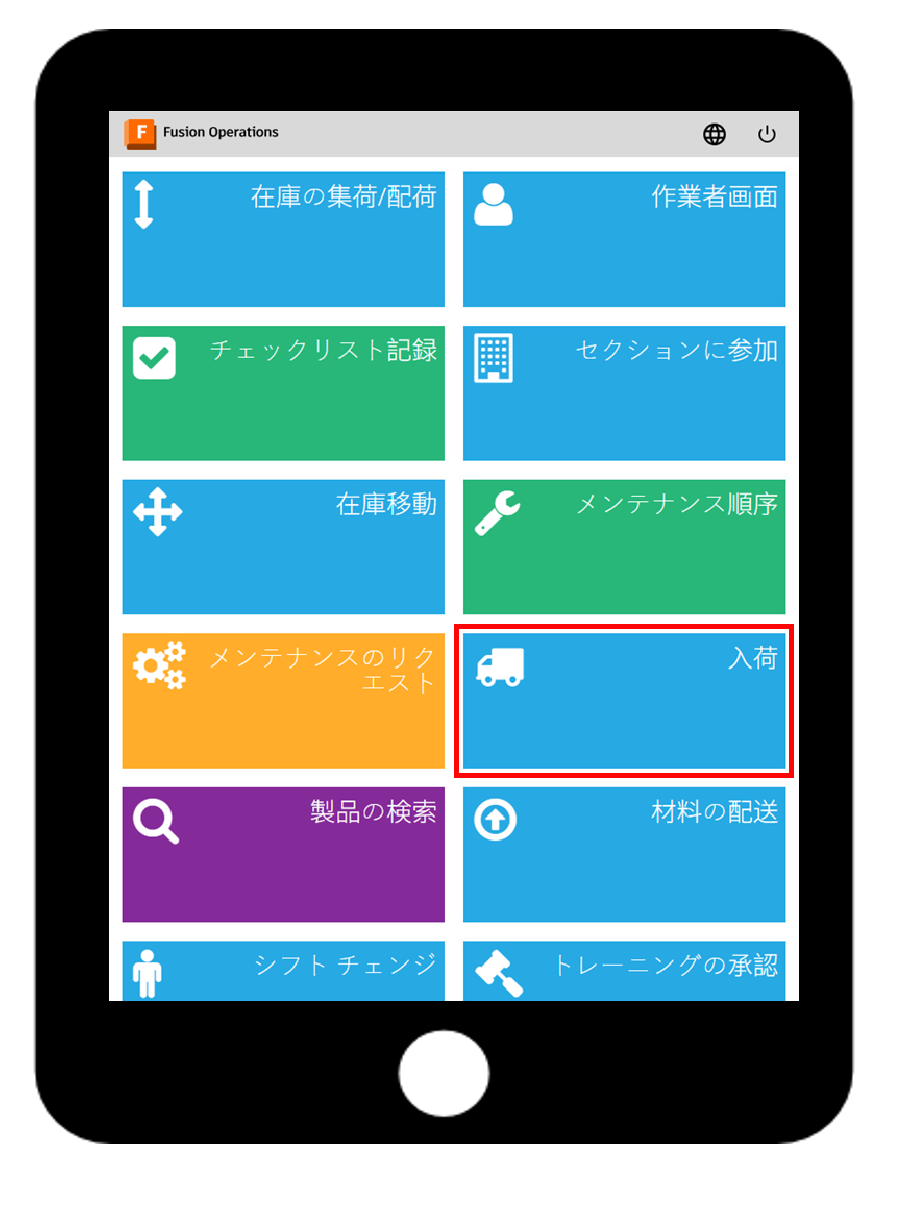 F Fusion Operations
在庫の集荷/配荷
作業者画面
チェックリスト記録
セクションに参加
在庫移動
メンテナンス順序
メンテナンスのリク
エスト
入荷
製品の検索
材料の配送
シフト チェンジ
トレーニングの承認